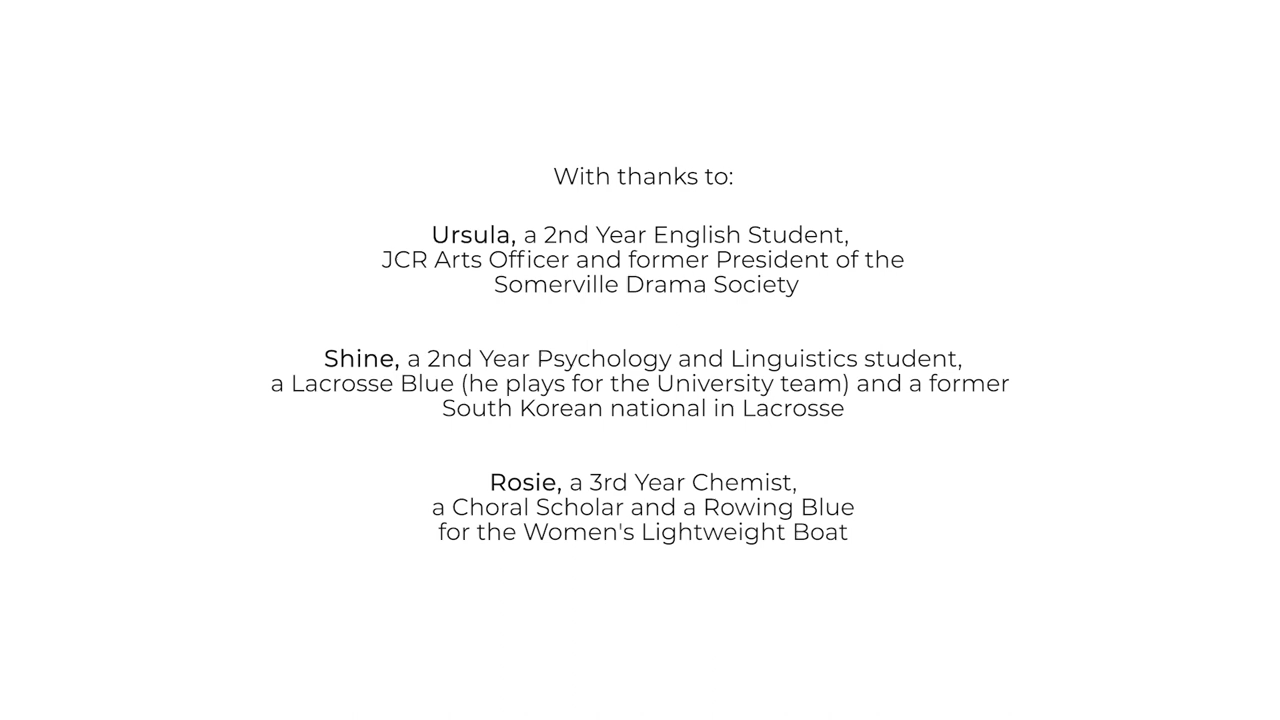 With thanks to:
Ursula, a 2nd Year English Student,
JCR Arts Officer and former President of the
Somerville Drama Society
Shine, a 2nd Year Psychology and Linguistics student,
a Lacrosse Blue (he plays for the University team) and a former
South Korean national in Lacrosse
Rosie, a 3rd Year Chemist,
a Choral Scholar and a Rowing Blue
for the Women's Lightweight Boat